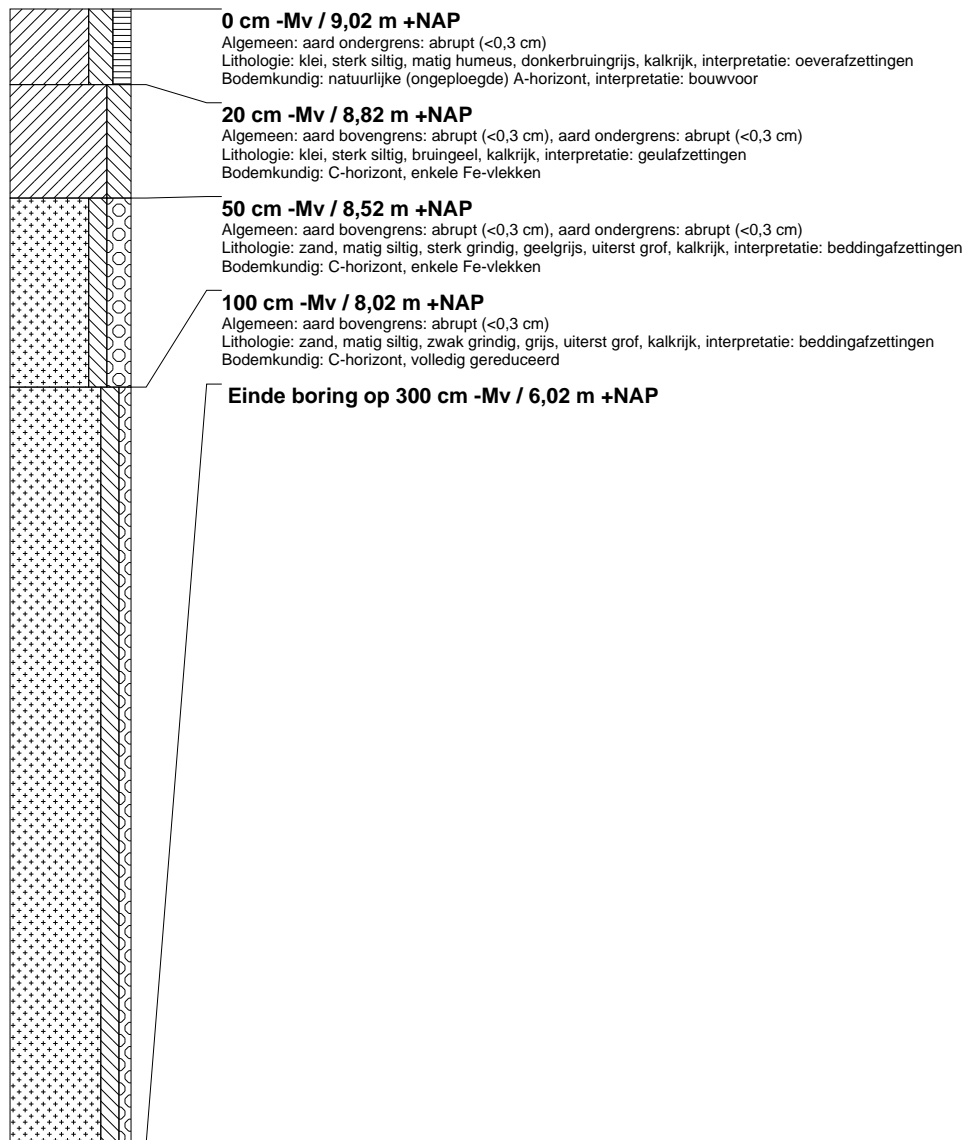 0 cm -Mv / 9,02 m +NAP
Algemeen: aard ondergrens: abrupt (<0,3 cm)
Lithologie: klei, sterk siltig, matig humeus, donkerbruingrijs, kalkrijk, interpretatie: oeverafzettingen
Bodemkundig: natuurlijke (ongeploegde) A-horizont, interpretatie: bouwvoor
20 cm -Mv / 8,82 m +NAP
Algemeen: aard bovengrens: abrupt (<0,3 cm), aard ondergrens: abrupt (<0,3 cm)
Lithologie: klei, sterk siltig, bruingeel, kalkrijk, interpretatie: geulafzettingen
Bodemkundig: C-horizont, enkele Fe-vlekken
50 cm -Mv / 8,52 m +NAP
Algemeen: aard bovengrens: abrupt (<0,3 cm), aard ondergrens: abrupt (<0,3 cm)
Lithologie: zand, matig siltig, sterk grindig, geelgrijs, uiterst grof, kalkrijk, interpretatie: beddingafzettingen
Bodemkundig: C-horizont, enkele Fe-vlekken
100 cm -Mv / 8,02 m +NAP
Algemeen: aard bovengrens: abrupt (<0,3 cm)
Lithologie: zand, matig siltig, zwak grindig, grijs, uiterst grof, kalkrijk, interpretatie: beddingafzettingen
Bodemkundig: C-horizont, volledig gereduceerd
Einde boring op 300 cm -Mv / 6,02 m +NAP